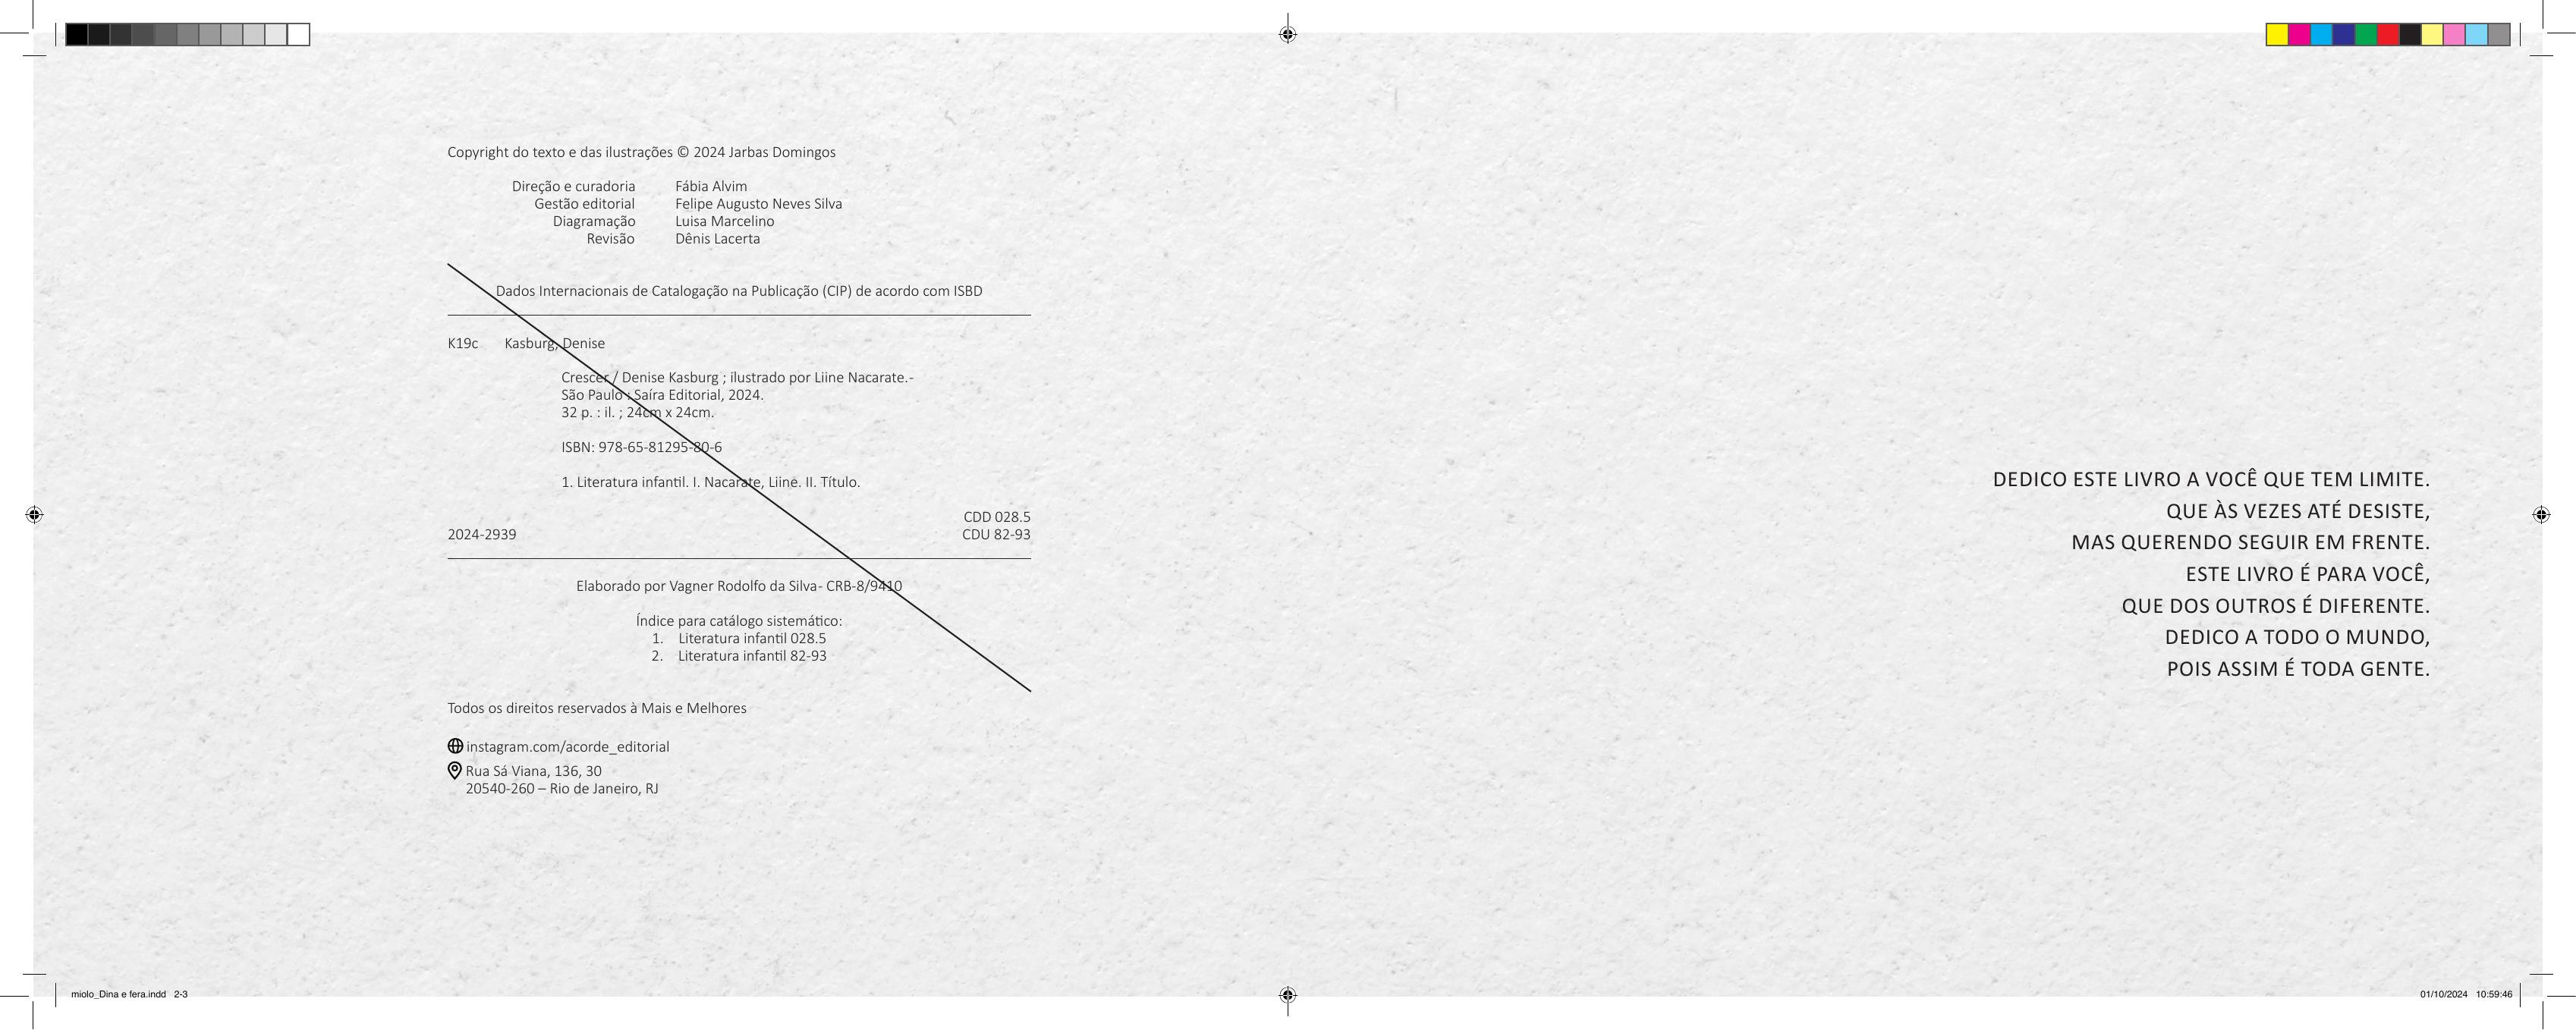 Copyright do texto e das ilustrações © 2024 Jarbas Domingos
Direção e curadoria Fábia Alvim
Gestão editorial Felipe Augusto Neves Silva
Diagramação Luisa Marcelino
Revisão Dênis Lacerta
Dados Internacionais de Catalogação na Publicação (CIP) de acordo com ISBD
K19c Kasburg, Denise
Crescer / Denise Kasburg ; ilustrado por Liine Nacarate.-
São Paulo : Saíra Editorial, 2024.
32 p. : il. ; 24cm x 24cm.
ISBN: 978-65-81295-80-6
1. Literatura infantil. I. Nacarate, Liine. II. Título.
CDD 028.5
2024-2939 CDU 82-93
Elaborado por Vagner Rodolfo da Silva- CRB-8/9410
Índice para catálogo sistemático:
1. Literatura infantil 028.5
2. Literatura infantil 82-93
Todos os direitos reservados à Mais e Melhores
instagram.com/acorde_editorial
Rua Sá Viana, 136, 30
20540-260 – Rio de Janeiro, RJ
DEDICO ESTE LIVRO A VOCÊ QUE TEM LIMITE.
QUE ÀS VEZES ATÉ DESISTE,
MAS QUERENDO SEGUIR EM FRENTE.
ESTE LIVRO É PARA VOCÊ,
QUE DOS OUTROS É DIFERENTE.
DEDICO A TODO O MUNDO,
POIS ASSIM É TODA GENTE.
miolo_Dina e fera.indd 2-3
01/10/2024 10:59:46